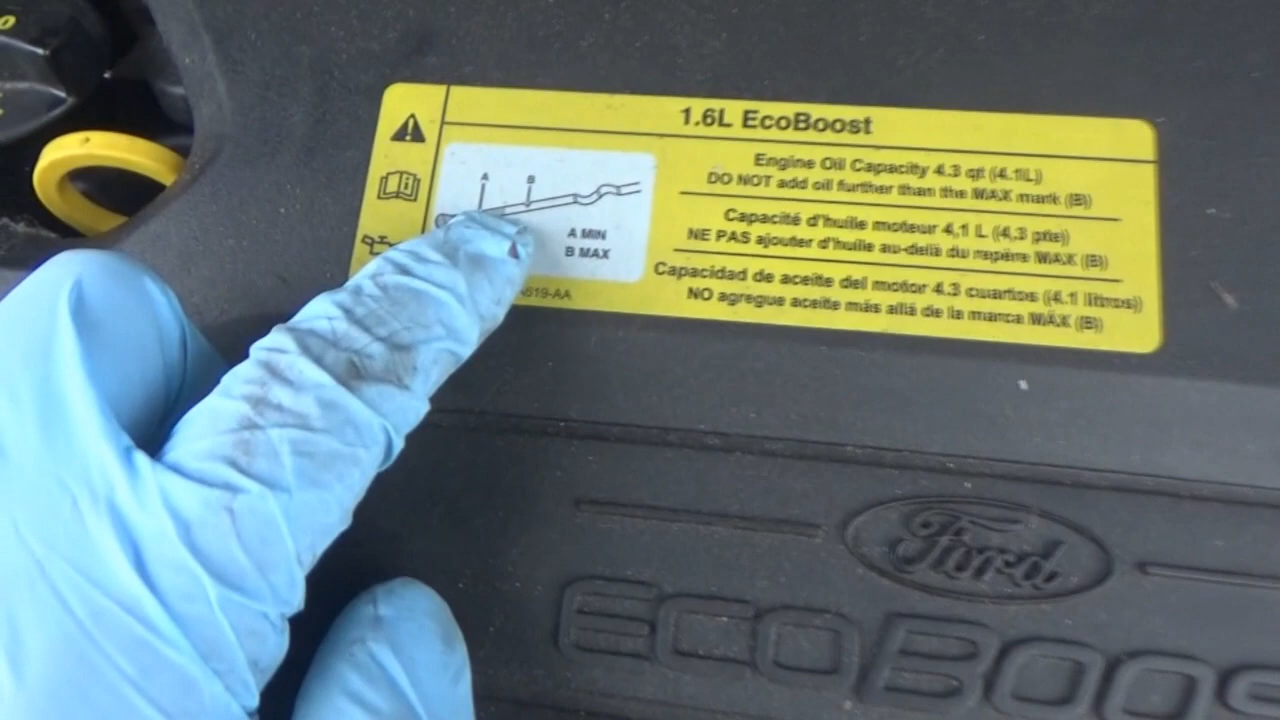 1.6L EcoBoost
A B
A MIN
B MAX
A519-AA
Engine Oil Capacity 4.3 qt (4.1L)
DO NOT add oil further than the MAX mark (B)
Capacité d'huile moteur 4,1 L (4,3 pte)
NE PAS ajouter d'huile au-delà du repère MAX (B)
Capacidad de aceite del motor 4.3 cuartos (4.1 litros)
NO agregue aceite más allá de la marca MÁX (B)
Ford
ECOBOOS